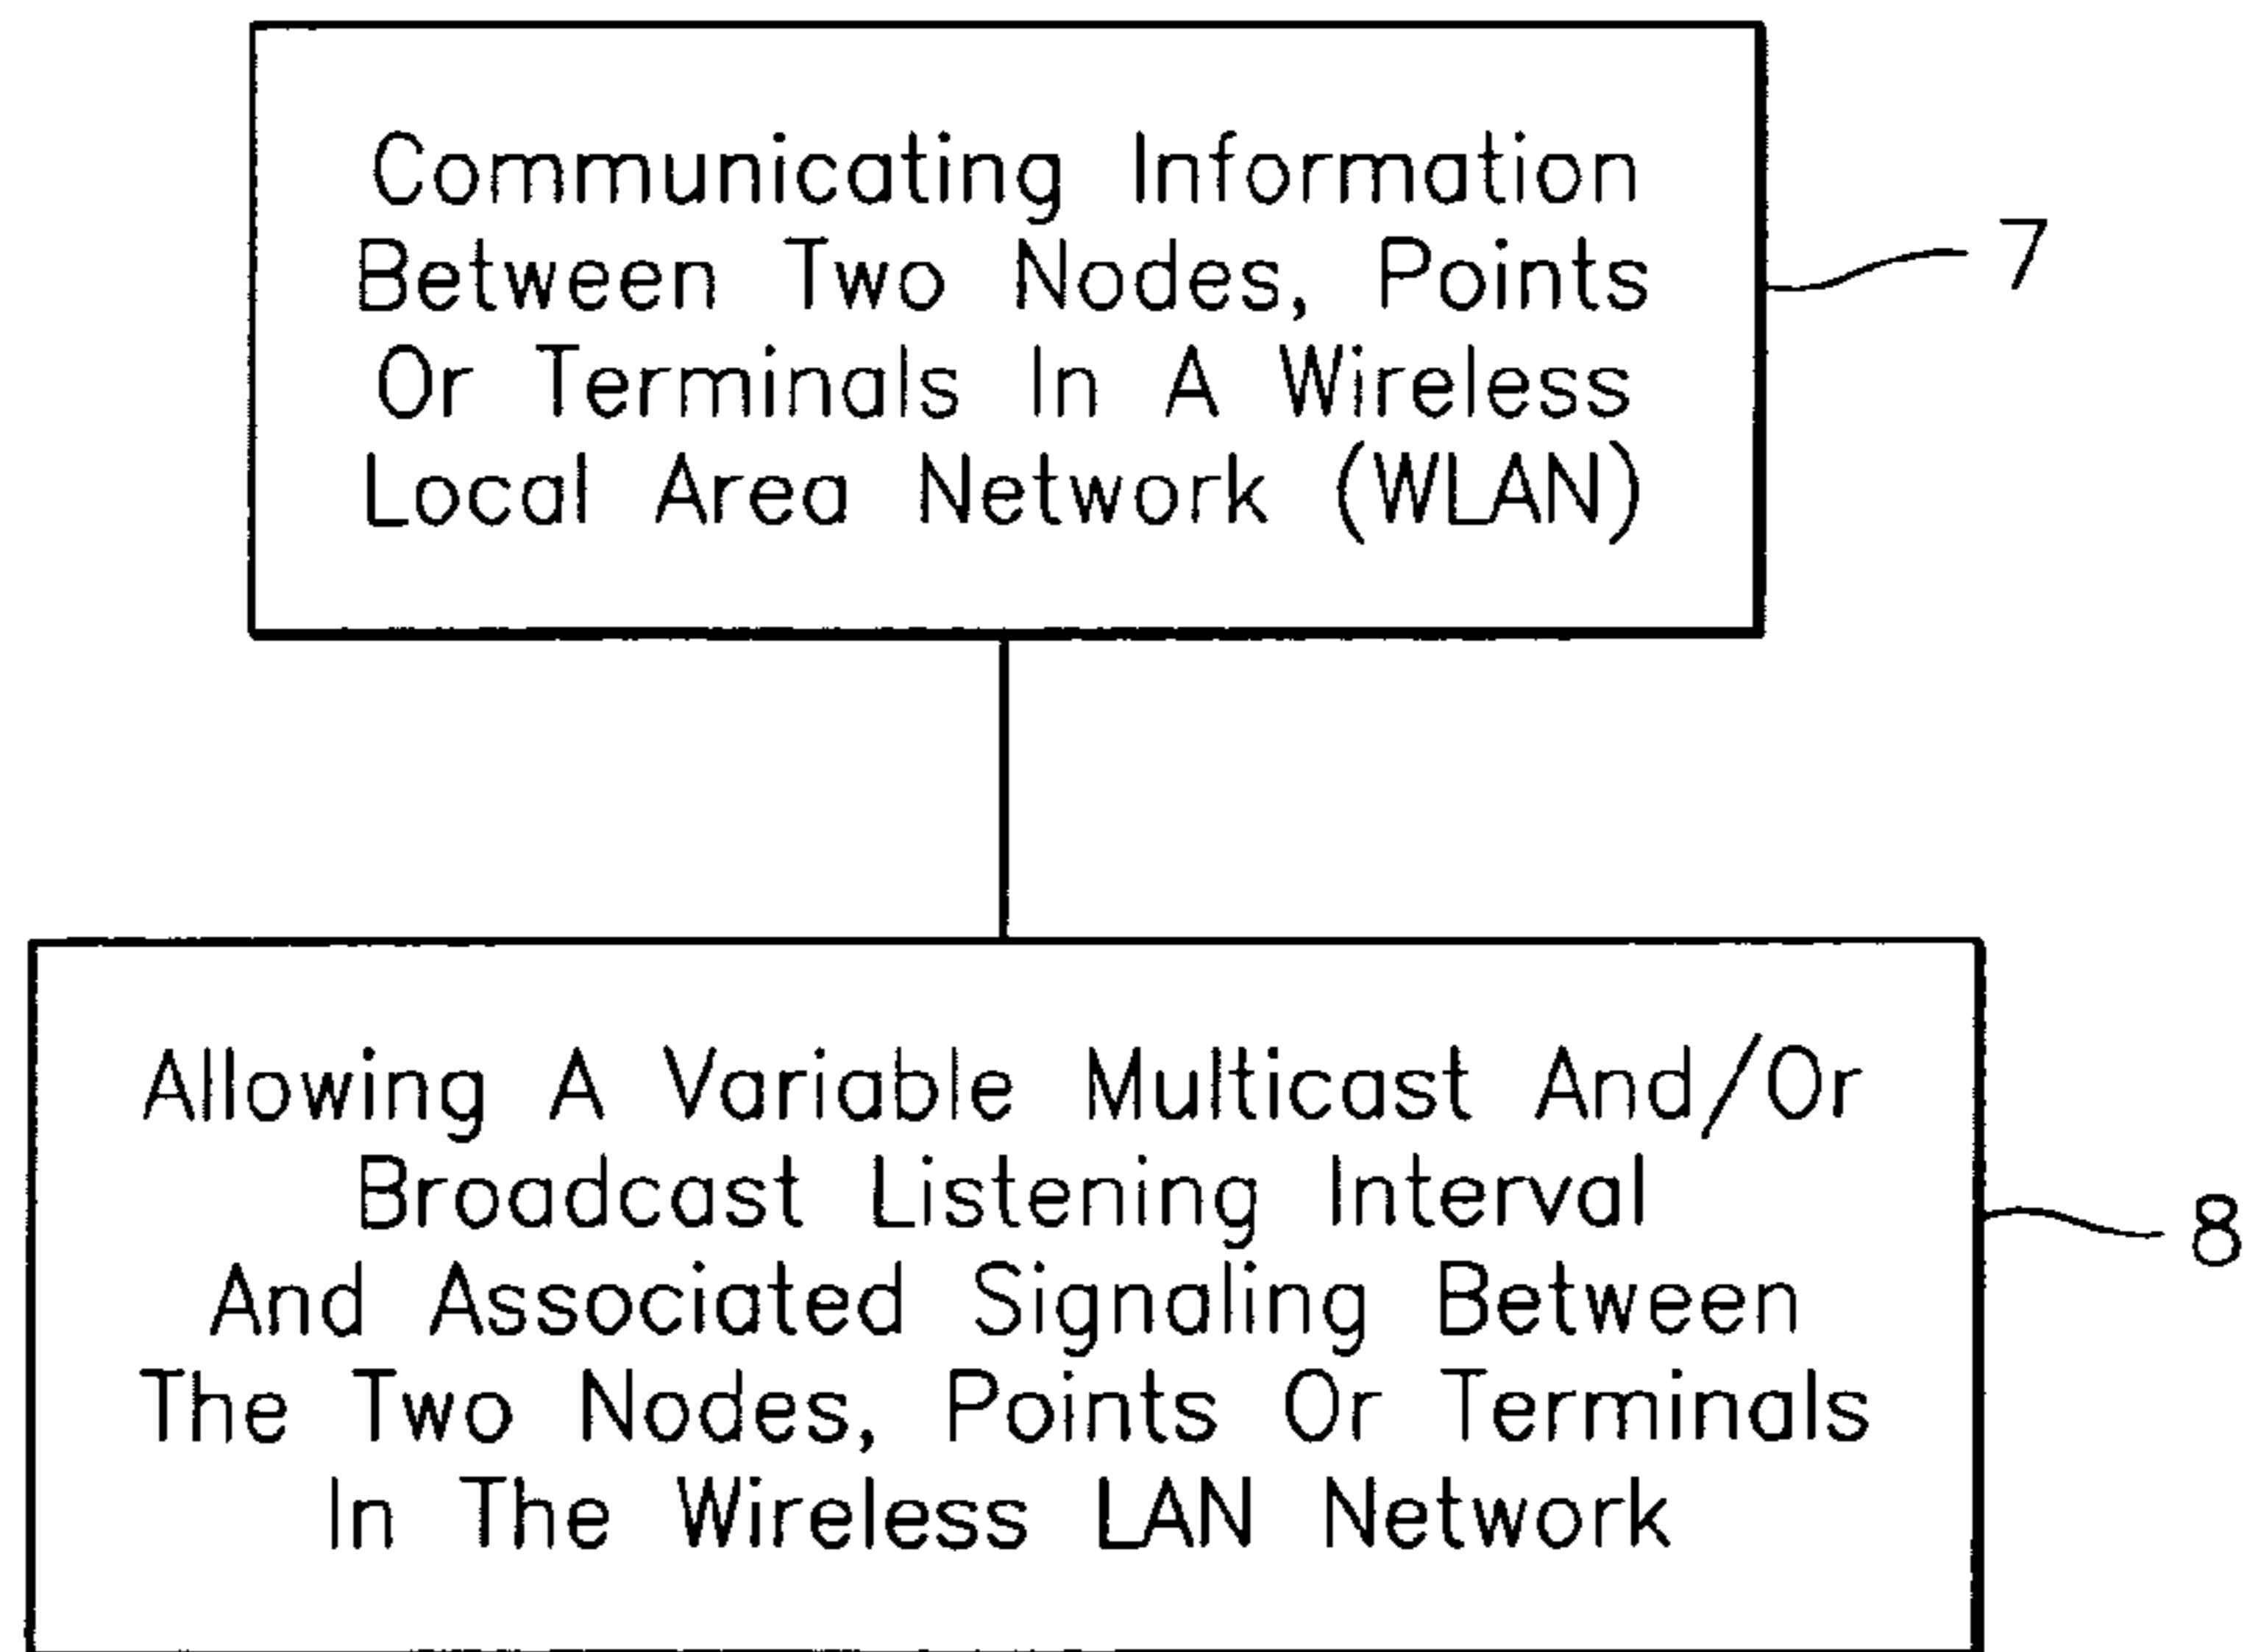 Communicating Information
Between Two Nodes, Points
Or Terminals In A Wireless
Local Area Network (WLAN)
7
Allowing A Variable Multicast And/Or
Broadcast Listening Interval
And Associated Signaling Between
The Two Nodes, Points Or Terminals
In The Wireless LAN Network
8